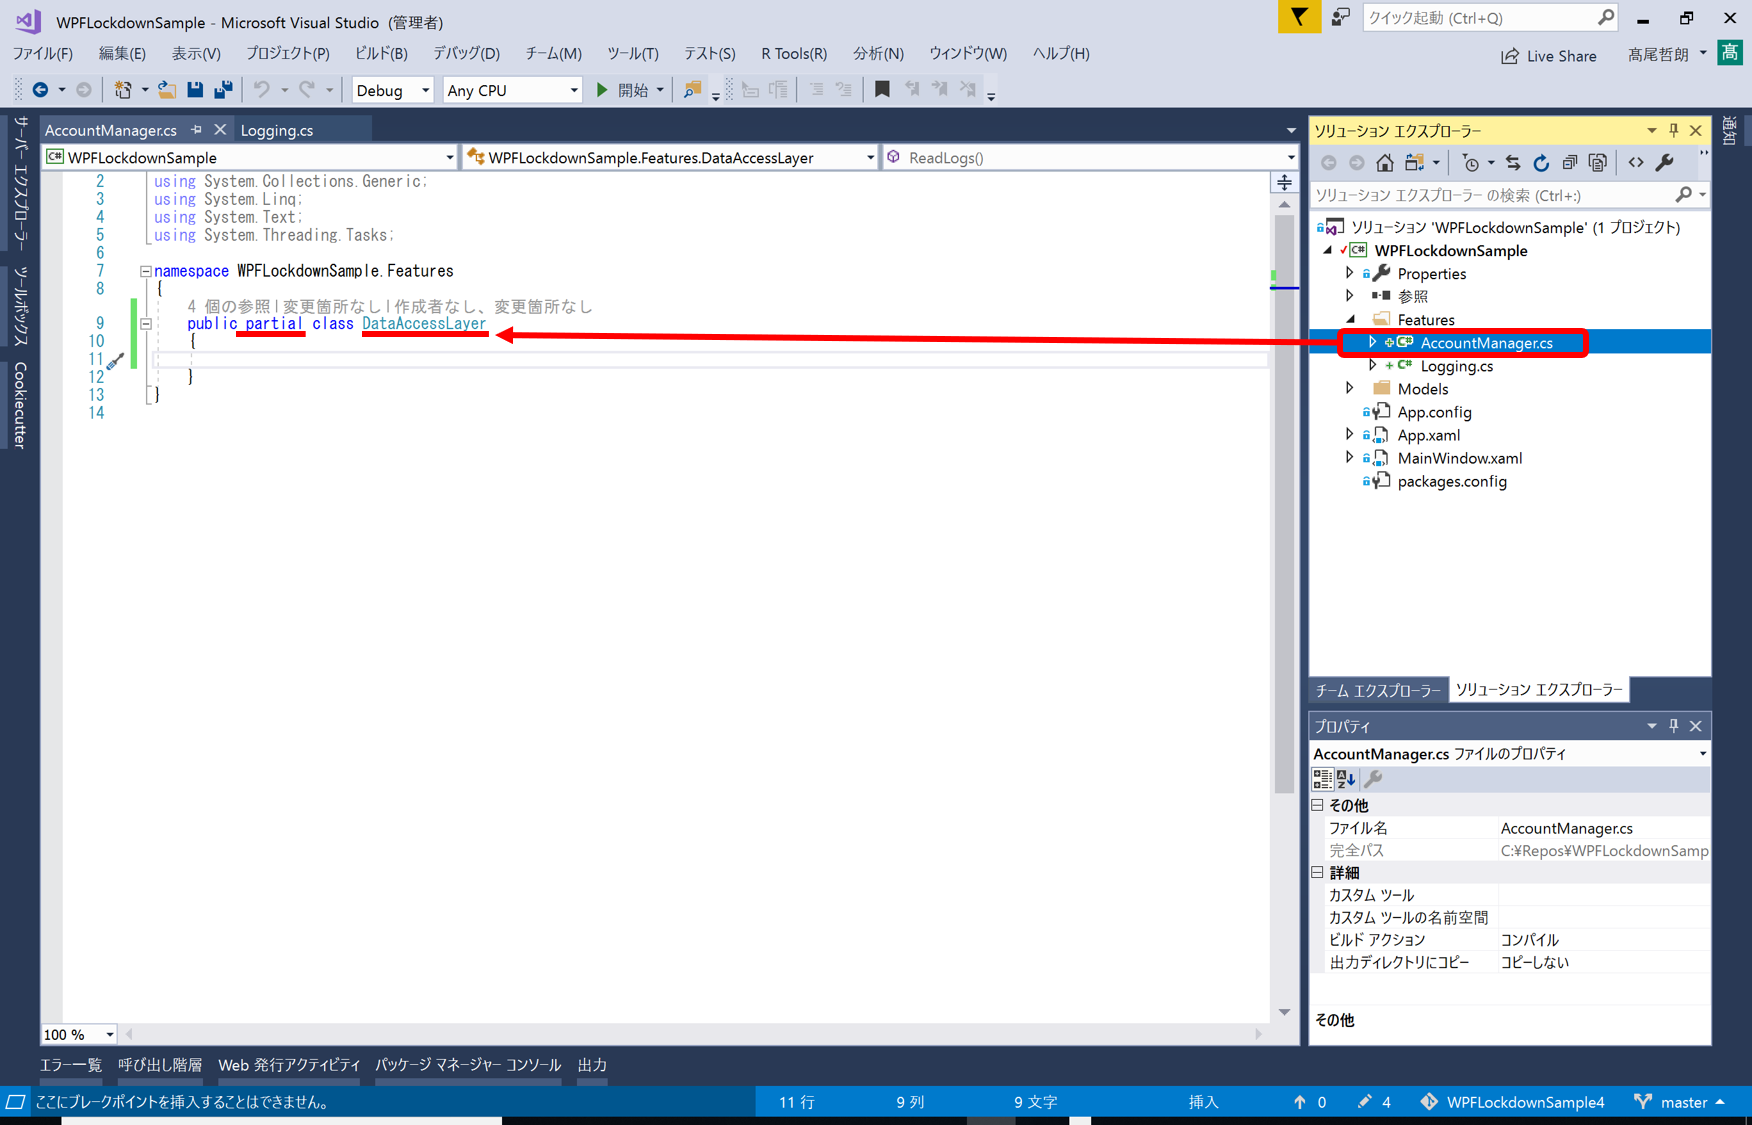 WPFLockdownSample - Microsoft Visual Studio (管理者)
クイック起動 (Ctrl+Q)
ファイル(F) 編集(E) 表示(V) プロジェクト(P) ビルド(B) デバッグ(D) チーム(M) ツール(T) テスト(S) R Tools(R) 分析(N) ウィンドウ(W) ヘルプ(H)
Live Share 髙尾哲朗 髙
Debug Any CPU 開始
サーバー エクスプローラー
ツールボックス
Cookiecutter
AccountManager.cs Logging.cs
WPFLockdownSample WPFLockdownSample.Features.DataAccessLayer ReadLogs()
2 using System.Collections.Generic;
3 using System.Linq;
4 using System.Text;
5 using System.Threading.Tasks;
6
7 namespace WPFLockdownSample.Features
8 {
4 個の参照|変更箇所なし|作成者なし、変更箇所なし
9 public partial class DataAccessLayer
10 {
11
12 }
13 }
14
100 %
ソリューション エクスプローラー
ソリューション エクスプローラー の検索 (Ctrl+:)
ソリューション 'WPFLockdownSample' (1 プロジェクト)
WPFLockdownSample
Properties
参照
Features
AccountManager.cs
Logging.cs
Models
App.config
App.xaml
MainWindow.xaml
packages.config
チーム エクスプローラー ソリューション エクスプローラー
通知
プロパティ
AccountManager.cs ファイルのプロパティ
その他
ファイル名 AccountManager.cs
完全パス C:¥Repos¥WPFLockdownSamp
詳細
カスタム ツール
カスタム ツールの名前空間
ビルド アクション コンパイル
出力ディレクトリにコピー コピーしない
その他
エラー一覧 呼び出し階層 Web 発行アクティビティ パッケージ マネージャー コンソール 出力
ここにブレークポイントを挿入することはできません。 11 行 9 列 9 文字 挿入 0 4 WPFLockdownSample4 master